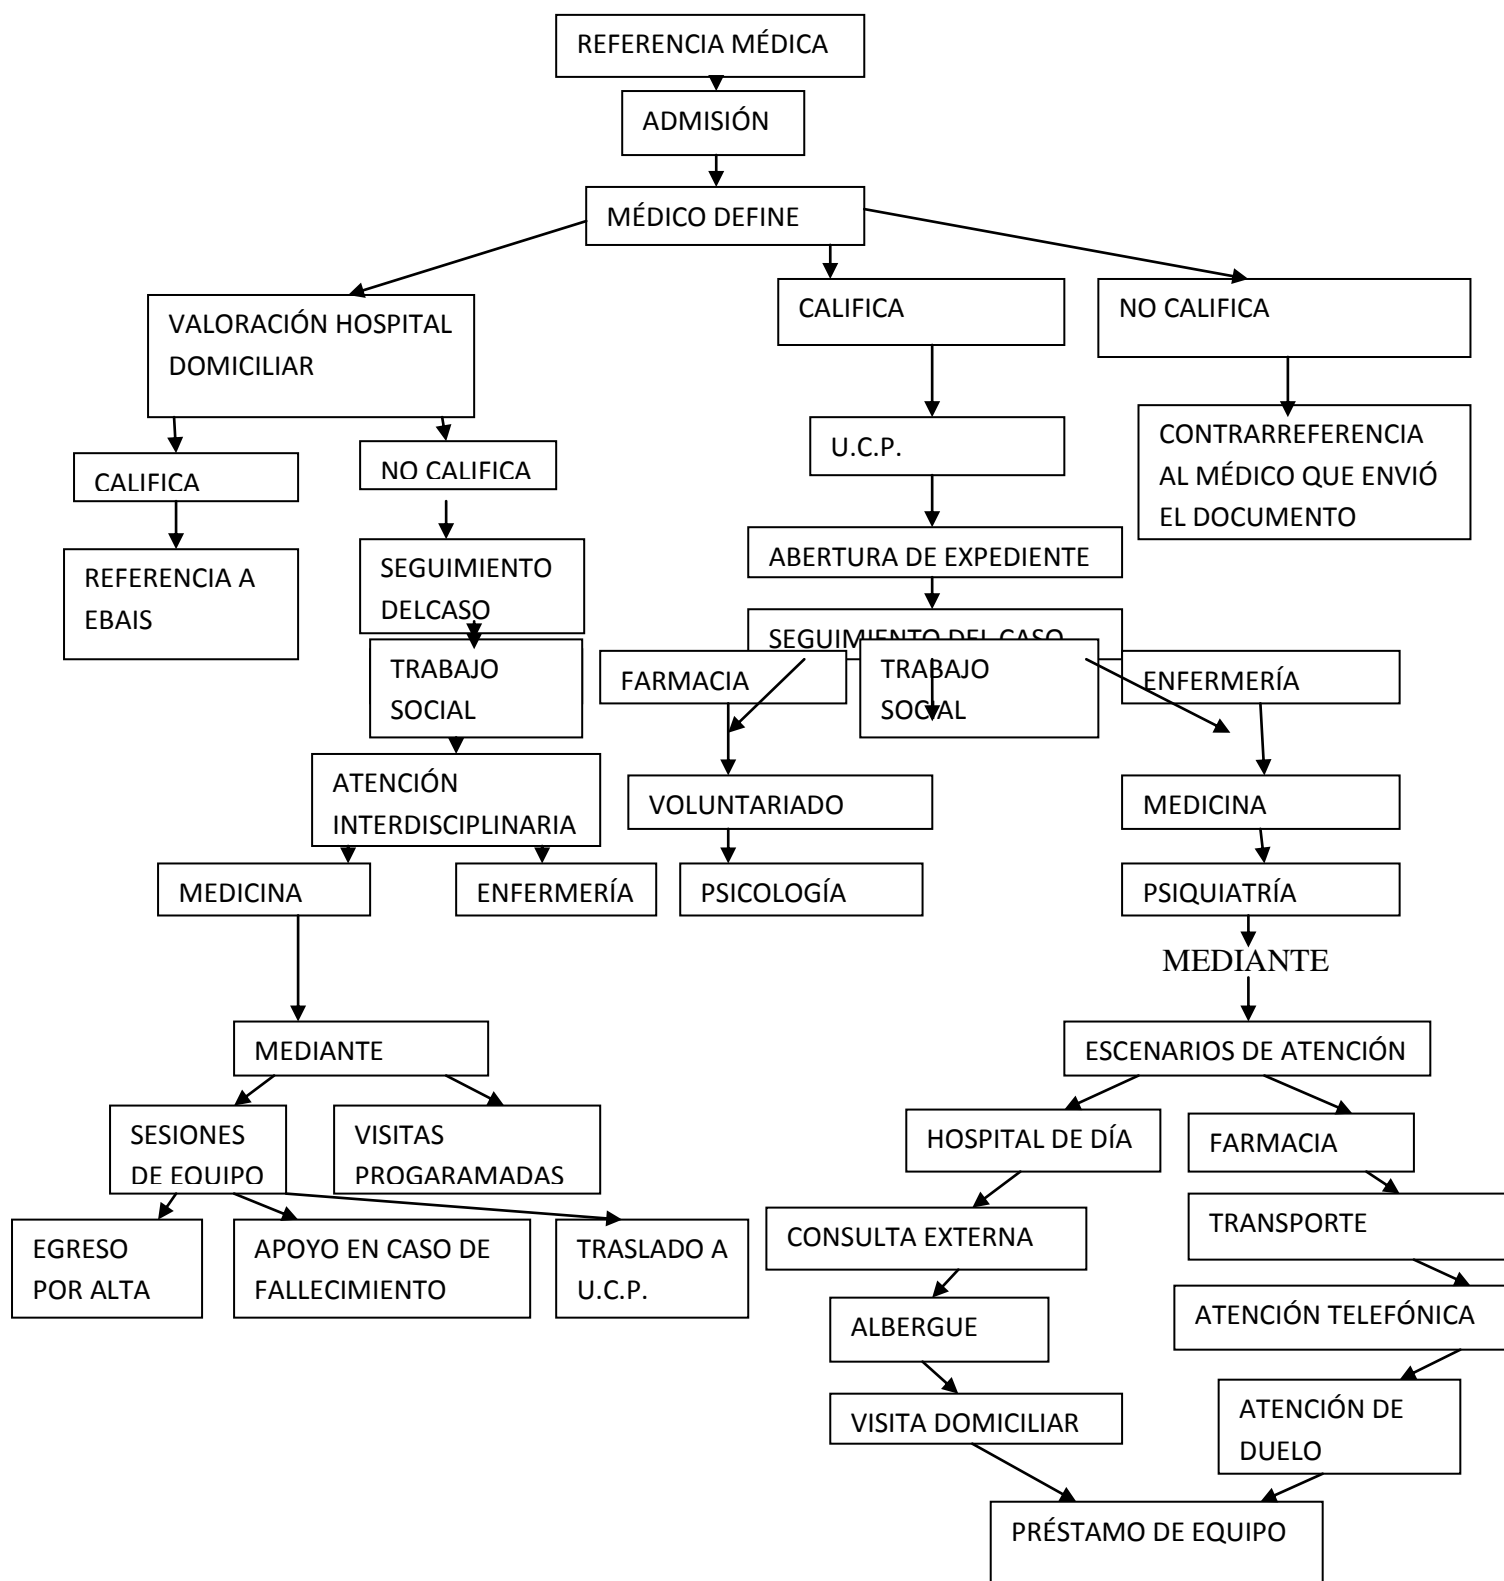 REFERENCIA MÉDICA
ADMISIÓN
MÉDICO DEFINE
VALORACIÓN HOSPITAL
DOMICILIAR
CALIFICA
NO CALIFICA
CALIFICA
NO CALIFICA
U.C.P.
CONTRARREFERENCIA
AL MÉDICO QUE ENVIÓ
EL DOCUMENTO
REFERENCIA A
EBAIS
SEGUIMIENTO
DELCASO
ABERTURA DE EXPEDIENTE
SEGUIMIENTO DEL CASO
TRABAJO
SOCIAL
FARMACIA
TRABAJO
SOCIAL
ENFERMERÍA
ATENCIÓN
INTERDISCIPLINARIA
VOLUNTARIADO
MEDICINA
MEDICINA
ENFERMERÍA
PSICOLOGÍA
PSIQUIATRÍA
MEDIANTE
MEDIANTE
ESCENARIOS DE ATENCIÓN
SESIONES
DE EQUIPO
VISITAS
PROGARAMADAS
HOSPITAL DE DÍA
FARMACIA
EGRESO
POR ALTA
APOYO EN CASO DE
FALLECIMIENTO
TRASLADO A
U.C.P.
CONSULTA EXTERNA
TRANSPORTE
ALBERGUE
ATENCIÓN TELEFÓNICA
VISITA DOMICILIAR
ATENCIÓN DE
DUELO
PRÉSTAMO DE EQUIPO